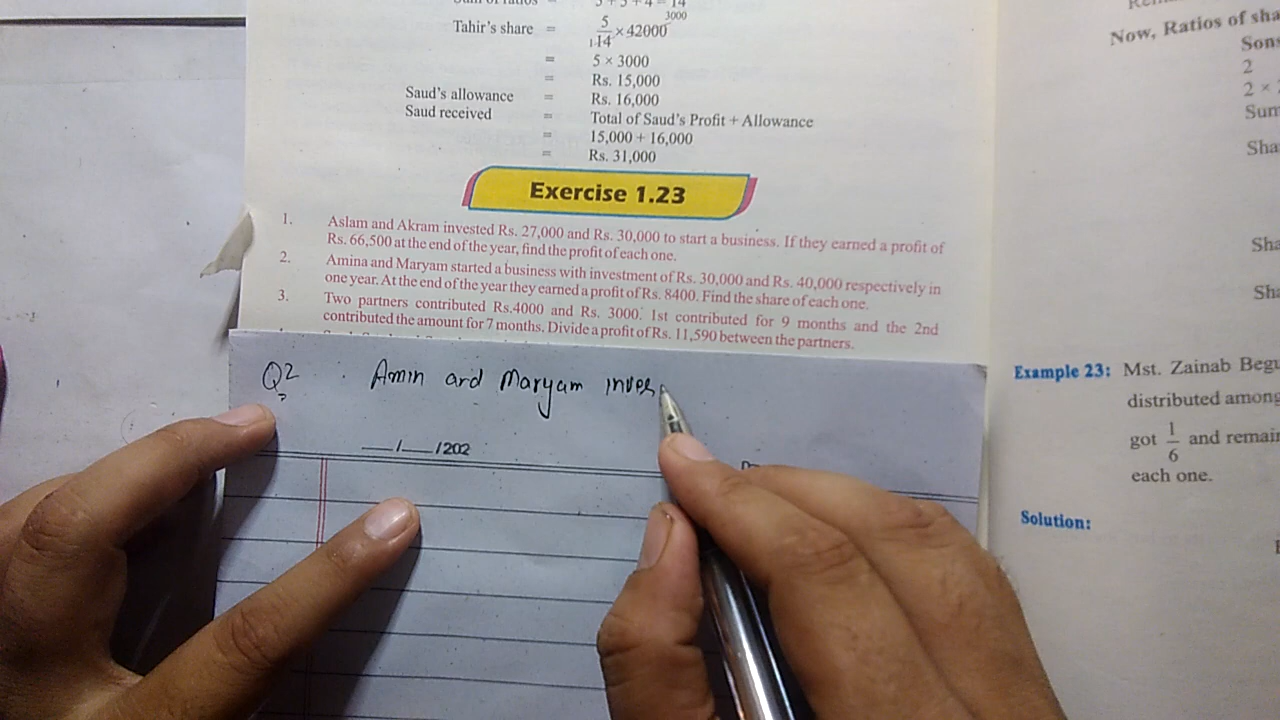 = 14
3000
Tahir's share = 5/14 × 42000
1
= 5 × 3000
= Rs. 15,000
Saud's allowance = Rs. 16,000
Saud received = Total of Saud's Profit + Allowance
= 15,000 + 16,000
= Rs. 31,000
Exercise 1.23
1. Aslam and Akram invested Rs. 27,000 and Rs. 30,000 to start a business. If they earned a profit of
Rs. 66,500 at the end of the year, find the profit of each one.
2. Amina and Maryam started a business with investment of Rs. 30,000 and Rs. 40,000 respectively in
one year. At the end of the year they earned a profit of Rs. 8400. Find the share of each one.
3. Two partners contributed Rs.4000 and Rs. 3000. 1st contributed for 9 months and the 2nd
contributed the amount for 7 months. Divide a profit of Rs. 11,590 between the partners.
Q2 Amin and Maryam inves
__/__/202
Now, Ratios of sha
Sons
2
2 ×
Sum
Sha
Sha
Sha
Example 23: Mst. Zainab Begu
distributed among
got 1/6 and remain
each one.
Solution: